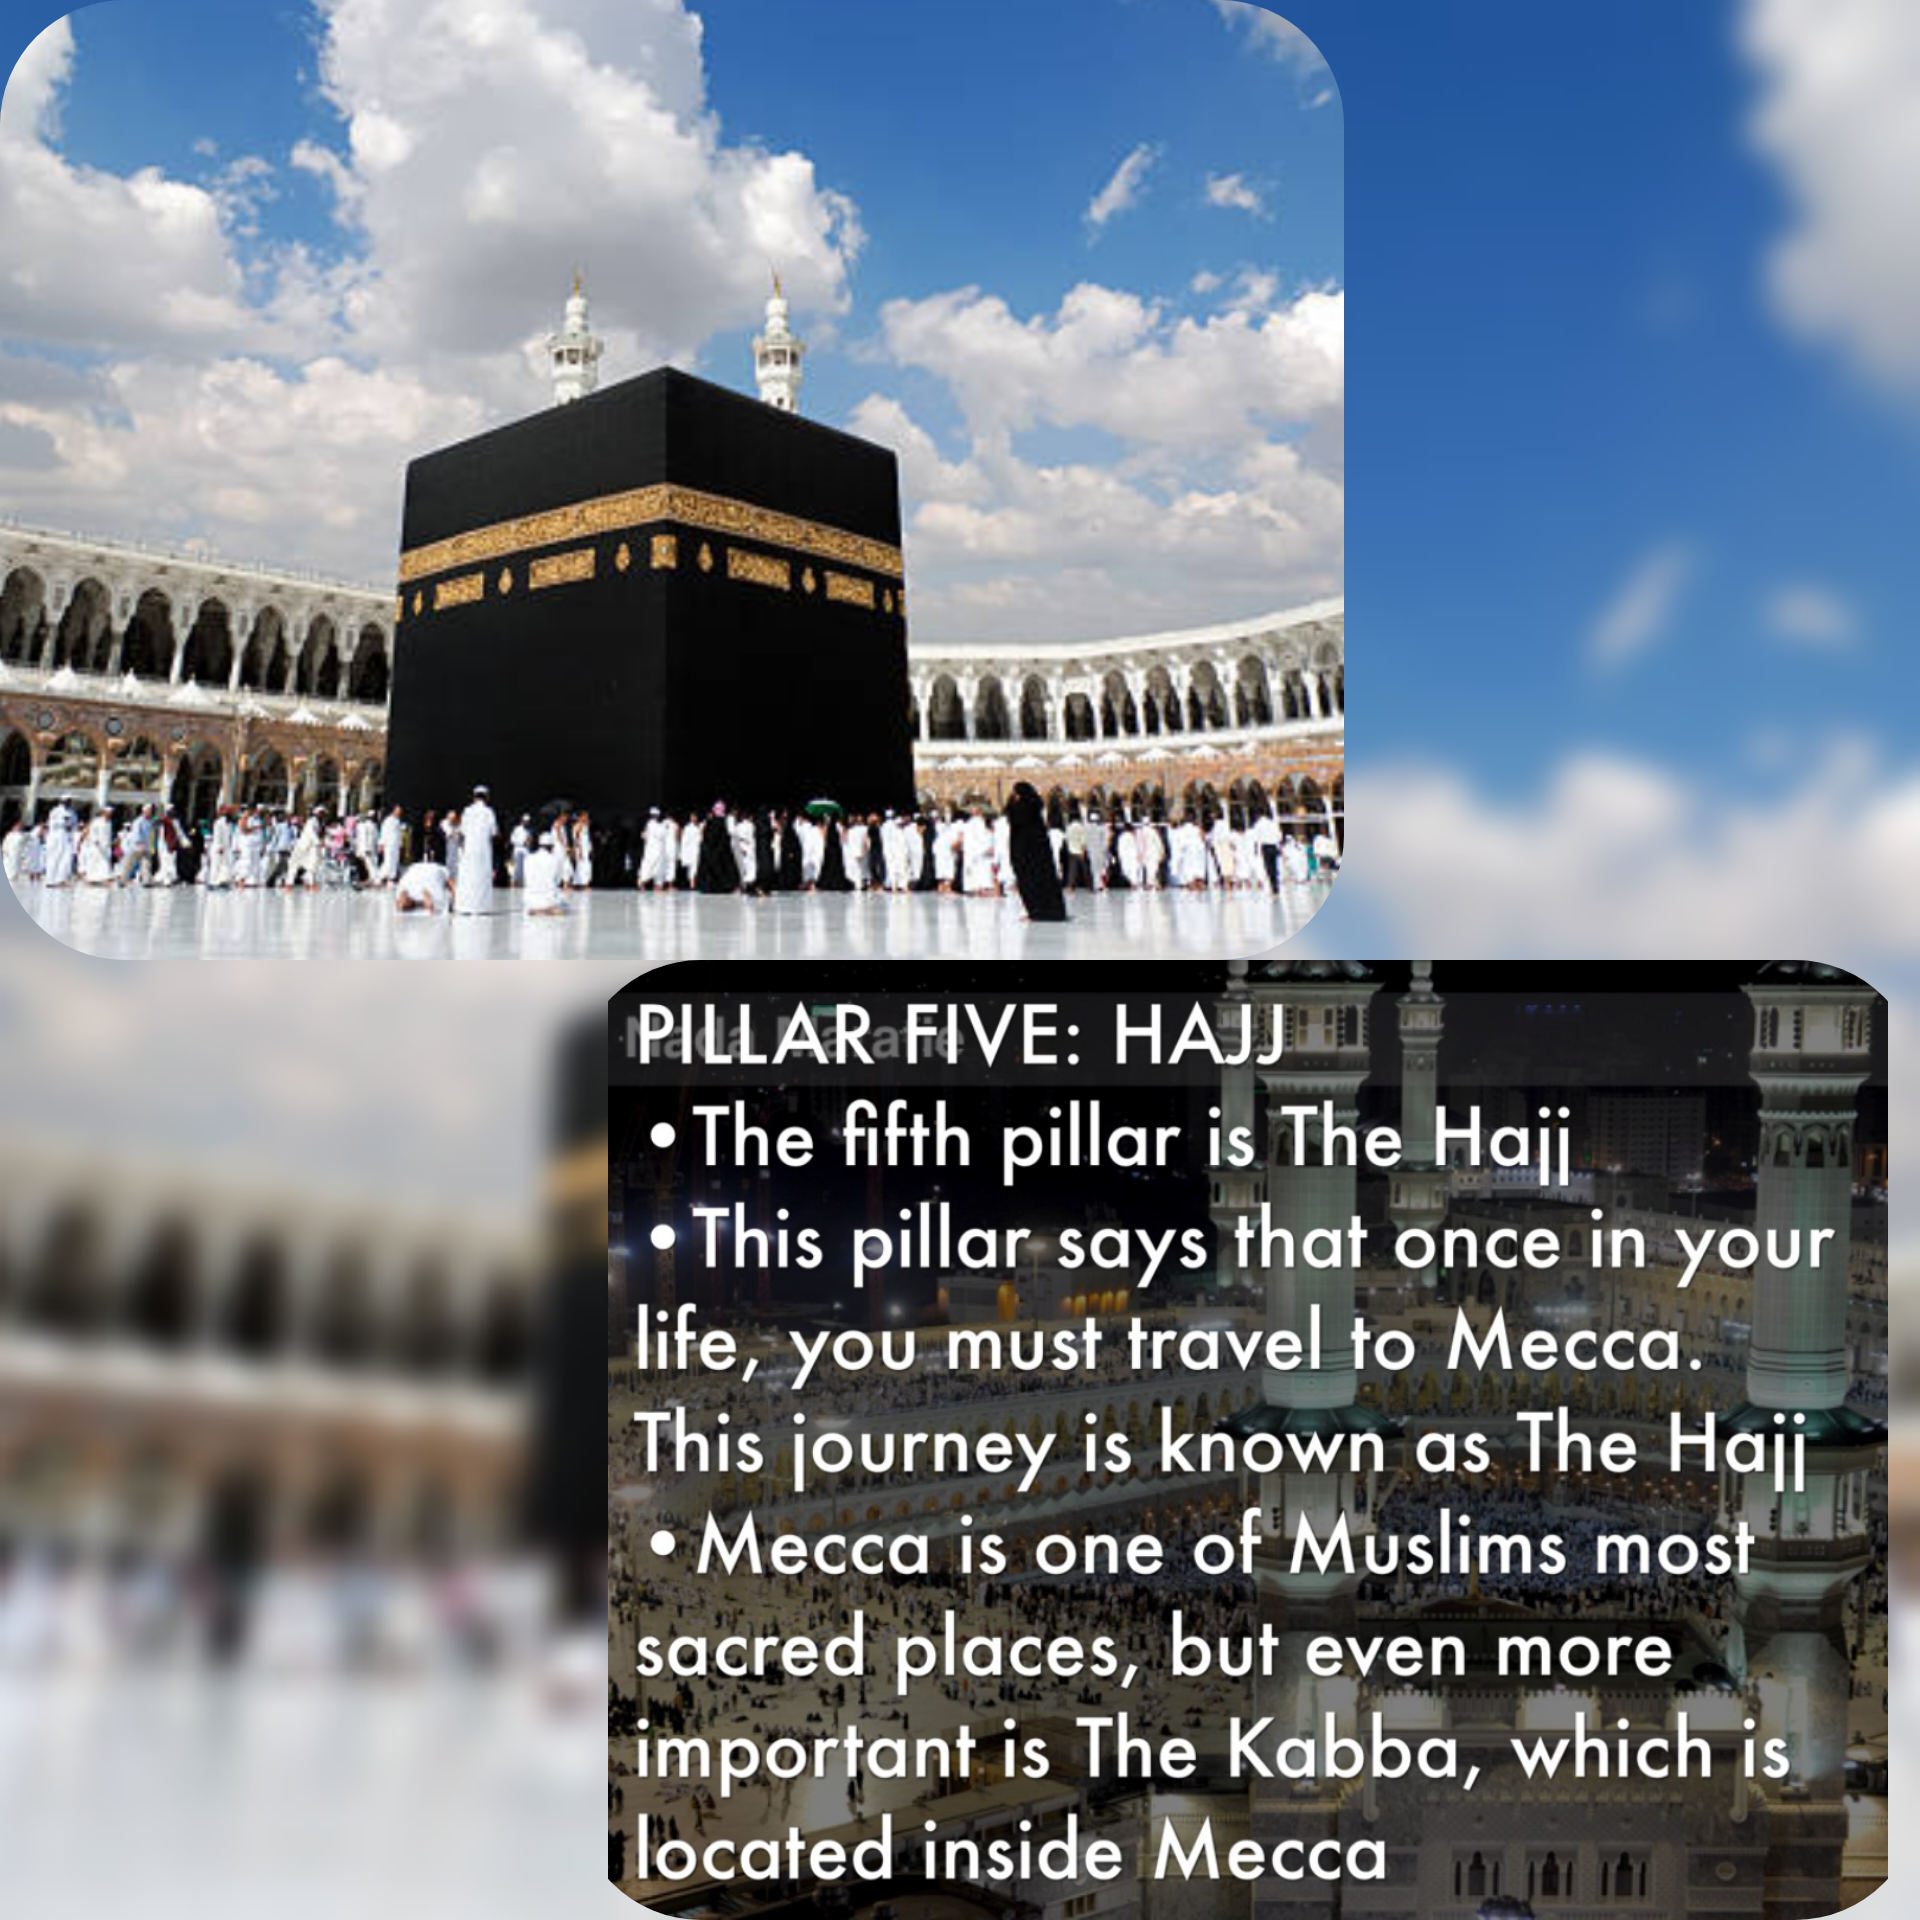 PILLAR FIVE: HAJJ
Nada Marafie
•The fifth pillar is The Hajj
•This pillar says that once in your
life, you must travel to Mecca.
This journey is known as The Hajj
•Mecca is one of Muslims most
sacred places, but even more
important is The Kabba, which is
located inside Mecca